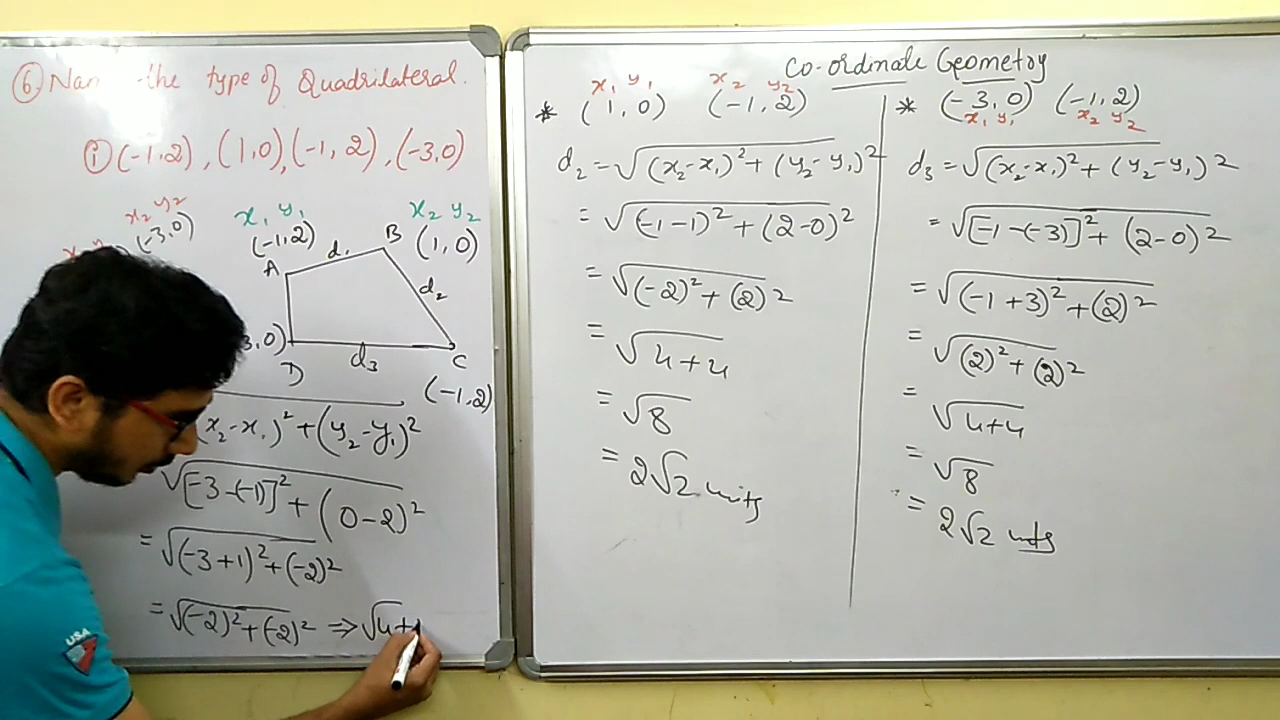 ⑥ Nam the type of Quadrilateral.
ⓘ (-1,2), (1,0), (-1, 2), (-3,0)
x₂ y₂
(-3,0)
x₁ y₁
(-1,2)
x₂ y₂
(1, 0)
A d₁ B
d₂
3, 0)
D d₃ C
(-1,2)
(x₂-x₁)²+(y₂-y₁)²
√[-3-(-1)]²+(0-2)²
= √(-3+1)²+(-2)²
= √(-2)²+(-2)² ⇒ √4+
USA
Co-ordinate Geometry
x₁ y₁ x₂ y₂
* (1, 0) (-1, 2)
d₂ = √(x₂-x₁)²+(y₂-y₁)²
= √(-1-1)²+(2-0)²
= √(-2)²+(2)²
= √4+4
= √8
= 2√2 units
* (-3,0) (-1,2)
x₁ y₁ x₂ y₂
d₃ = √(x₂-x₁)²+(y₂-y₁)²
= √[-1-(-3)]²+(2-0)²
= √(-1+3)²+(2)²
= √(2)²+(2)²
= √4+4
= √8
= 2√2 units